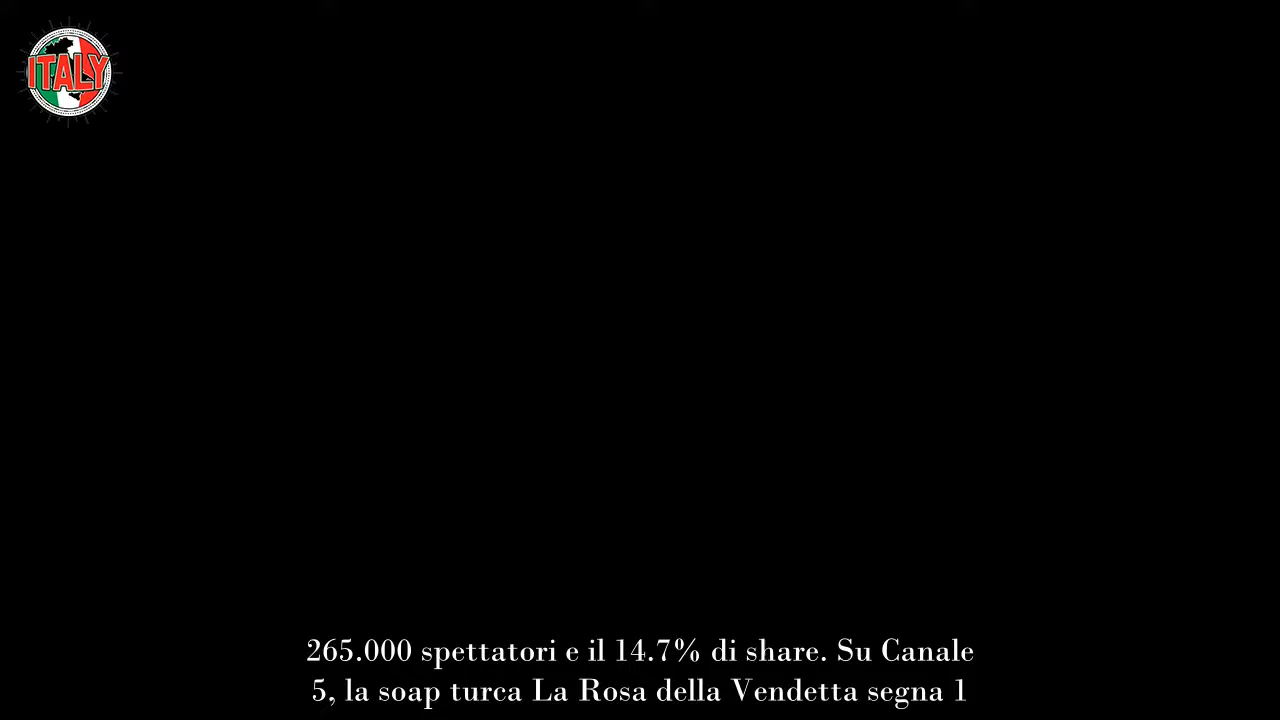 ITALY
265.000 spettatori e il 14.7% di share. Su Canale
5, la soap turca La Rosa della Vendetta segna 1